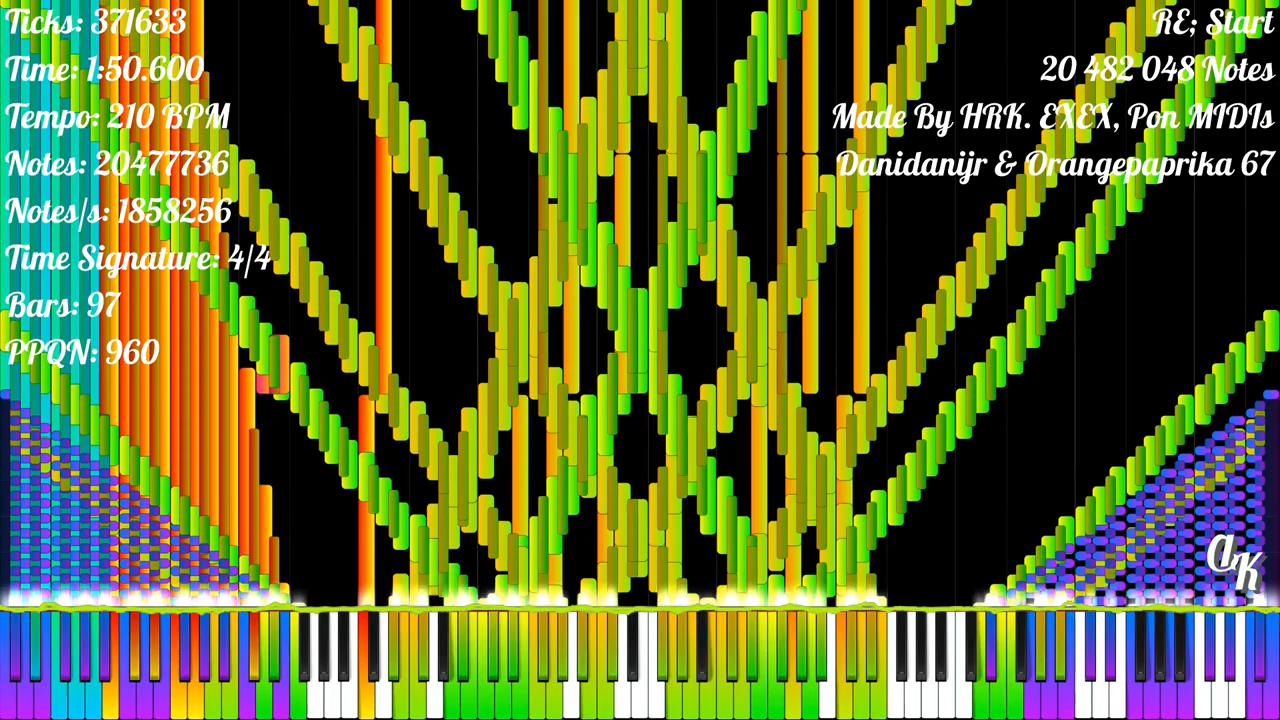 Ticks: 371633
Time: 1:50.600
Tempo: 210 BPM
Notes: 20477736
Notes/s: 1858256
Time Signature: 4/4
Bars: 97
PPQN: 960
RE; Start
20 482 048 Notes
Made By HRK. EXEX, Pon MIDIs
Danidanijr & Orangepaprika 67
AK